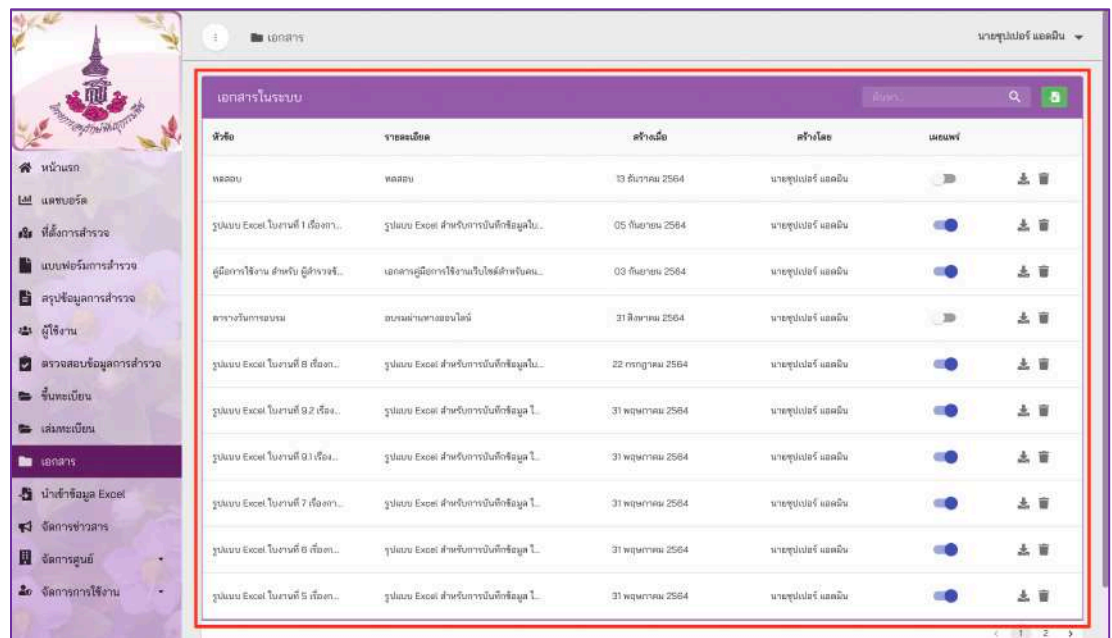 เอกสาร
นายซุปเปอร์ แอดมิน
โครงการอนุรักษ์พันธุกรรมพืช
เอกสารในระบบ
ค้นหา...
หน้าแรก
แดชบอร์ด
ที่ตั้งการสำรวจ
แบบฟอร์มการสำรวจ
สรุปข้อมูลการสำรวจ
ผู้ใช้งาน
ตรวจสอบข้อมูลการสำรวจ
ขึ้นทะเบียน
เล่มทะเบียน
เอกสาร
นำเข้าข้อมูล Excel
จัดการข่าวสาร
จัดการศูนย์
จัดการการใช้งาน
หัวข้อ รายละเอียด สร้างเมื่อ สร้างโดย เผยแพร่
ทดสอบ ทดสอบ 13 ธันวาคม 2564 นายซุปเปอร์ แอดมิน
รูปแบบ Excel ใบงานที่ 1 เรื่องกา... รูปแบบ Excel สำหรับการบันทึกข้อมูลใบ... 05 กันยายน 2564 นายซุปเปอร์ แอดมิน
คู่มือการใช้งาน สำหรับ ผู้สำรวจข้... เอกสารคู่มือการใช้งานเว็บไซต์สำหรับคน... 03 กันยายน 2564 นายซุปเปอร์ แอดมิน
ตารางวันการอบรม อบรมผ่านทางออนไลน์ 31 สิงหาคม 2564 นายซุปเปอร์ แอดมิน
รูปแบบ Excel ใบงานที่ 8 เรื่องก... รูปแบบ Excel สำหรับการบันทึกข้อมูลใบ... 22 กรกฎาคม 2564 นายซุปเปอร์ แอดมิน
รูปแบบ Excel ใบงานที่ 9.2 เรื่อง... รูปแบบ Excel สำหรับการบันทึกข้อมูล ใ... 31 พฤษภาคม 2564 นายซุปเปอร์ แอดมิน
รูปแบบ Excel ใบงานที่ 9.1 เรื่อง... รูปแบบ Excel สำหรับการบันทึกข้อมูล ใ... 31 พฤษภาคม 2564 นายซุปเปอร์ แอดมิน
รูปแบบ Excel ใบงานที่ 7 เรื่องกา... รูปแบบ Excel สำหรับการบันทึกข้อมูล ใ... 31 พฤษภาคม 2564 นายซุปเปอร์ แอดมิน
รูปแบบ Excel ใบงานที่ 6 เรื่องก... รูปแบบ Excel สำหรับการบันทึกข้อมูล ใ... 31 พฤษภาคม 2564 นายซุปเปอร์ แอดมิน
รูปแบบ Excel ใบงานที่ 5 เรื่องก... รูปแบบ Excel สำหรับการบันทึกข้อมูล ใ... 31 พฤษภาคม 2564 นายซุปเปอร์ แอดมิน
< 1 2 >